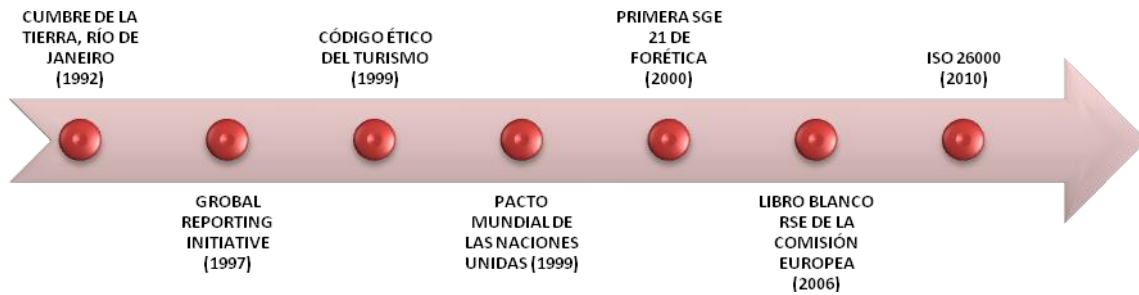 CUMBRE DE LA
TIERRA, RÍO DE
JANEIRO
(1992)
GROBAL
REPORTING
INITIATIVE
(1997)
CÓDIGO ÉTICO
DEL TURISMO
(1999)
PACTO
MUNDIAL DE
LAS NACIONES
UNIDAS (1999)
PRIMERA SGE
21 DE
FORÉTICA
(2000)
LIBRO BLANCO
RSE DE LA
COMISIÓN
EUROPEA
(2006)
ISO 26000
(2010)